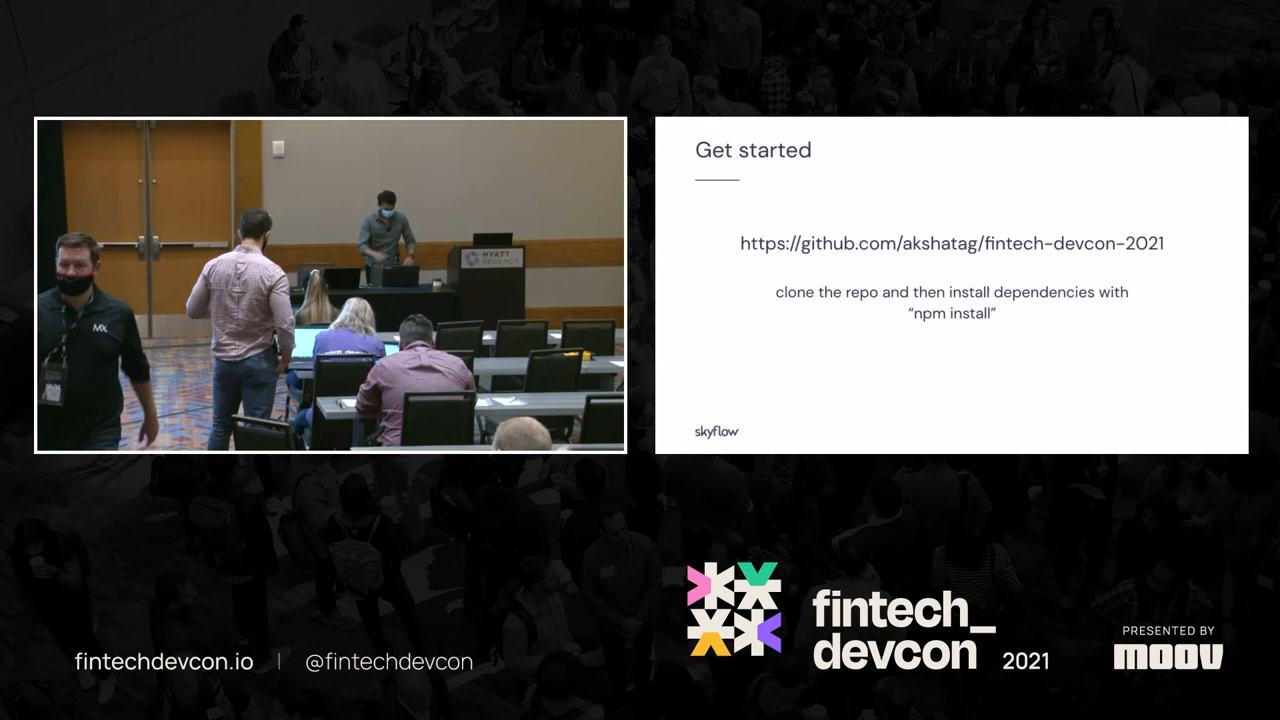 MX
HYATT
REGENCY
Get started
https://github.com/akshatag/fintech-devcon-2021
clone the repo and then install dependencies with
“npm install”
skyflow
fintechdevcon.io | @fintechdevcon
fintech_
devcon 2021
PRESENTED BY
moov